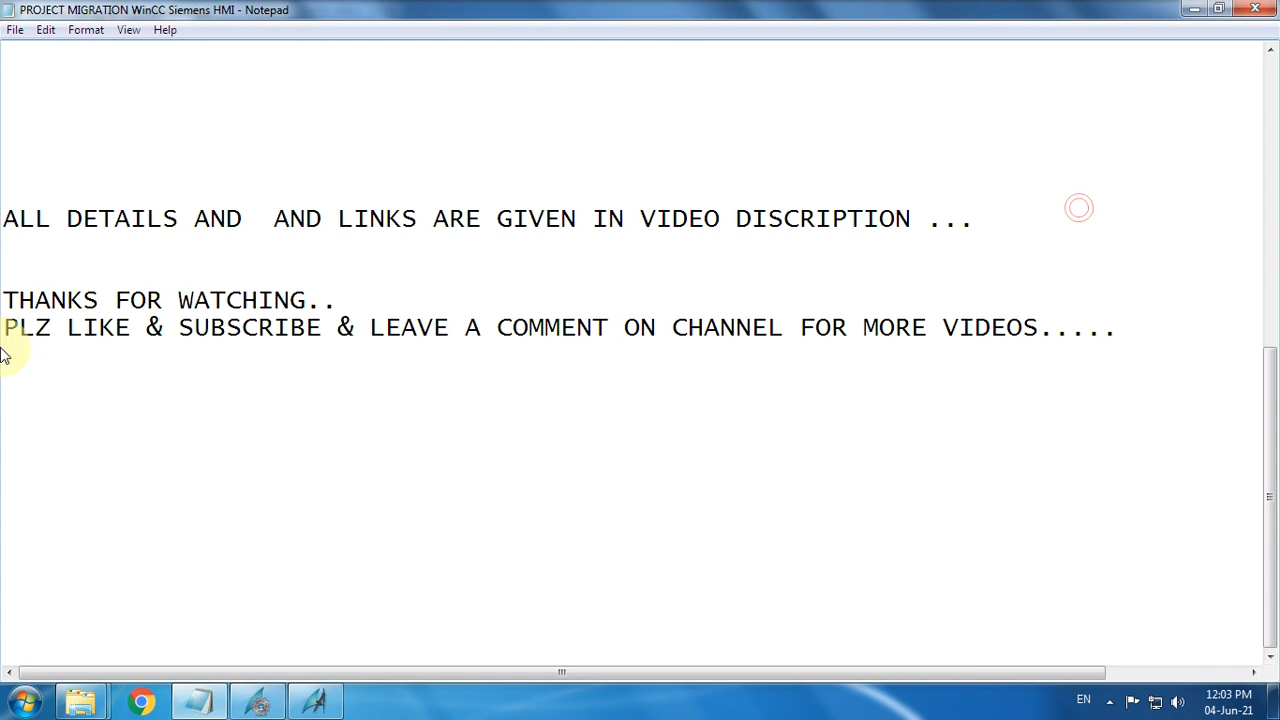 PROJECT MIGRATION WinCC Siemens HMI - Notepad
File Edit Format View Help
ALL DETAILS AND  AND LINKS ARE GIVEN IN VIDEO DISCRIPTION ...
THANKS FOR WATCHING..
PLZ LIKE & SUBSCRIBE & LEAVE A COMMENT ON CHANNEL FOR MORE VIDEOS.....
EN
12:03 PM
04-Jun-21